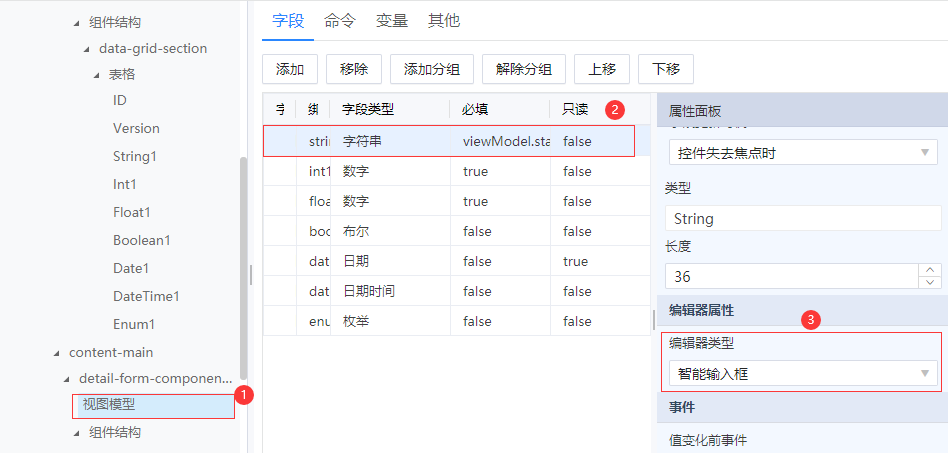 组件结构
data-grid-section
表格
ID
Version
String1
Int1
Float1
Boolean1
Date1
DateTime1
Enum1
content-main
detail-form-componen...
视图模型
1
组件结构
字段 命令 变量 其他
添加 移除 添加分组 解除分组 上移 下移
字段类型 必填 只读 2
strin 字符串 viewModel.sta false
int1 数字 true false
floa 数字 true false
boo 布尔 false false
dat 日期 false true
dat 日期时间 false false
enu 枚举 false false
属性面板
控件失去焦点时
类型
String
长度
36
编辑器属性
3
编辑器类型
智能输入框
事件
值变化前事件